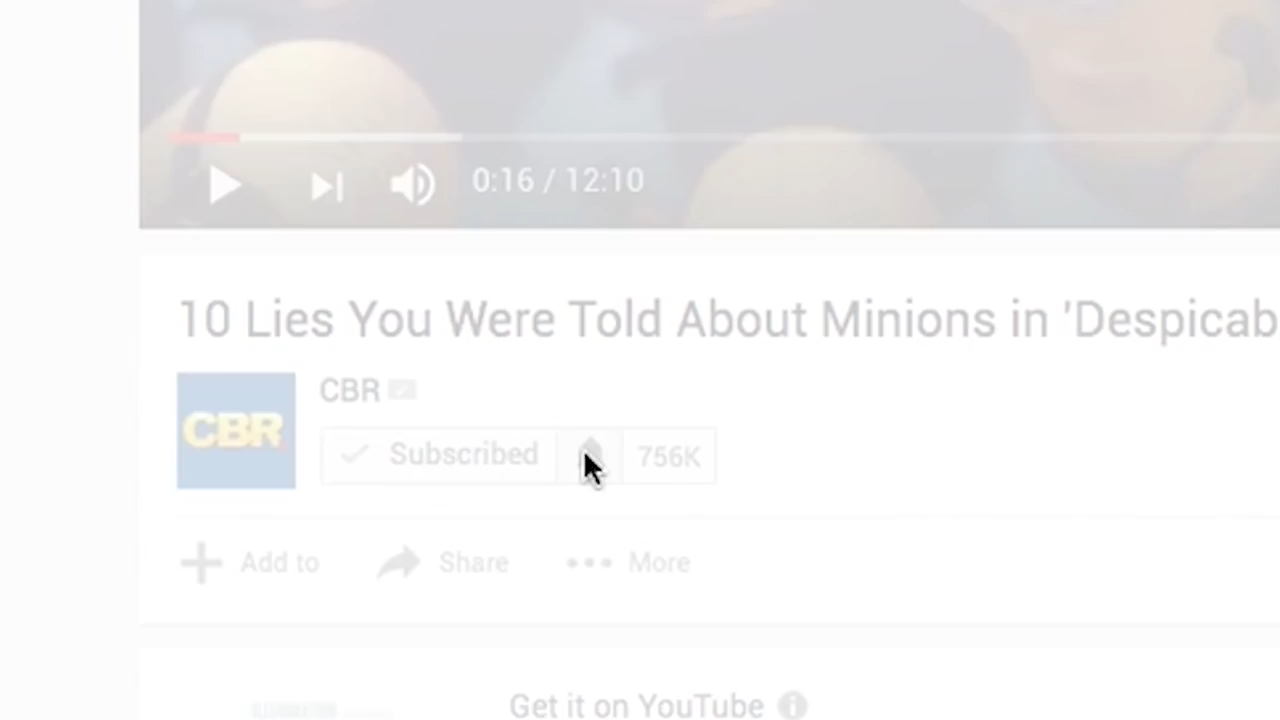 0:16 / 12:10
10 Lies You Were Told About Minions in 'Despicab
CBR
CBR
Subscribed
756K
Add to
Share
More
Get it on YouTube